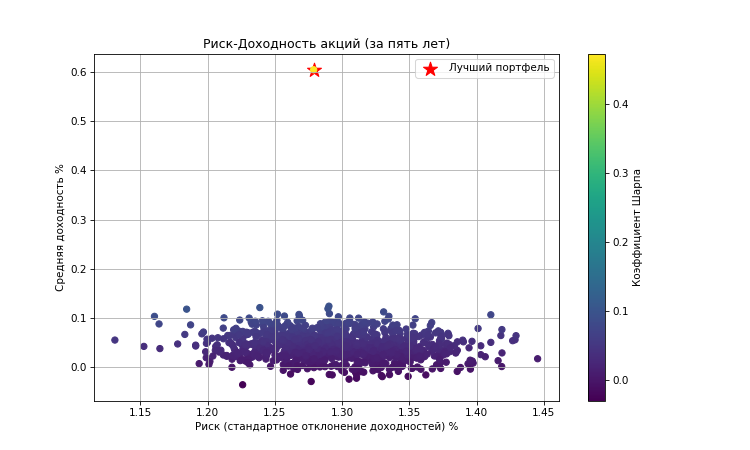 Риск-Доходность акций (за пять лет)
Лучший портфель
Средняя доходность %
0.6
0.5
0.4
0.3
0.2
0.1
0.0
1.15 1.20 1.25 1.30 1.35 1.40 1.45
Риск (стандартное отклонение доходностей) %
0.4
0.3
0.2
0.1
0.0
Коэффициент Шарпа